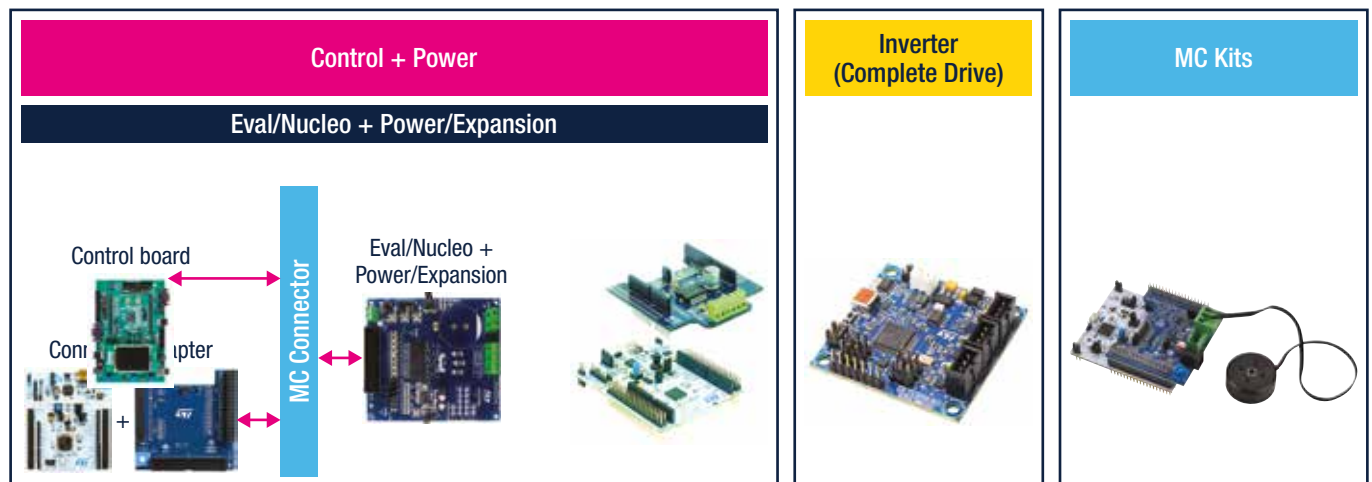 Control + Power
Eval/Nucleo + Power/Expansion
Control board
Eval/Nucleo +
Power/Expansion
MC Connector
+
ST
Inverter
(Complete Drive)
MC Kits